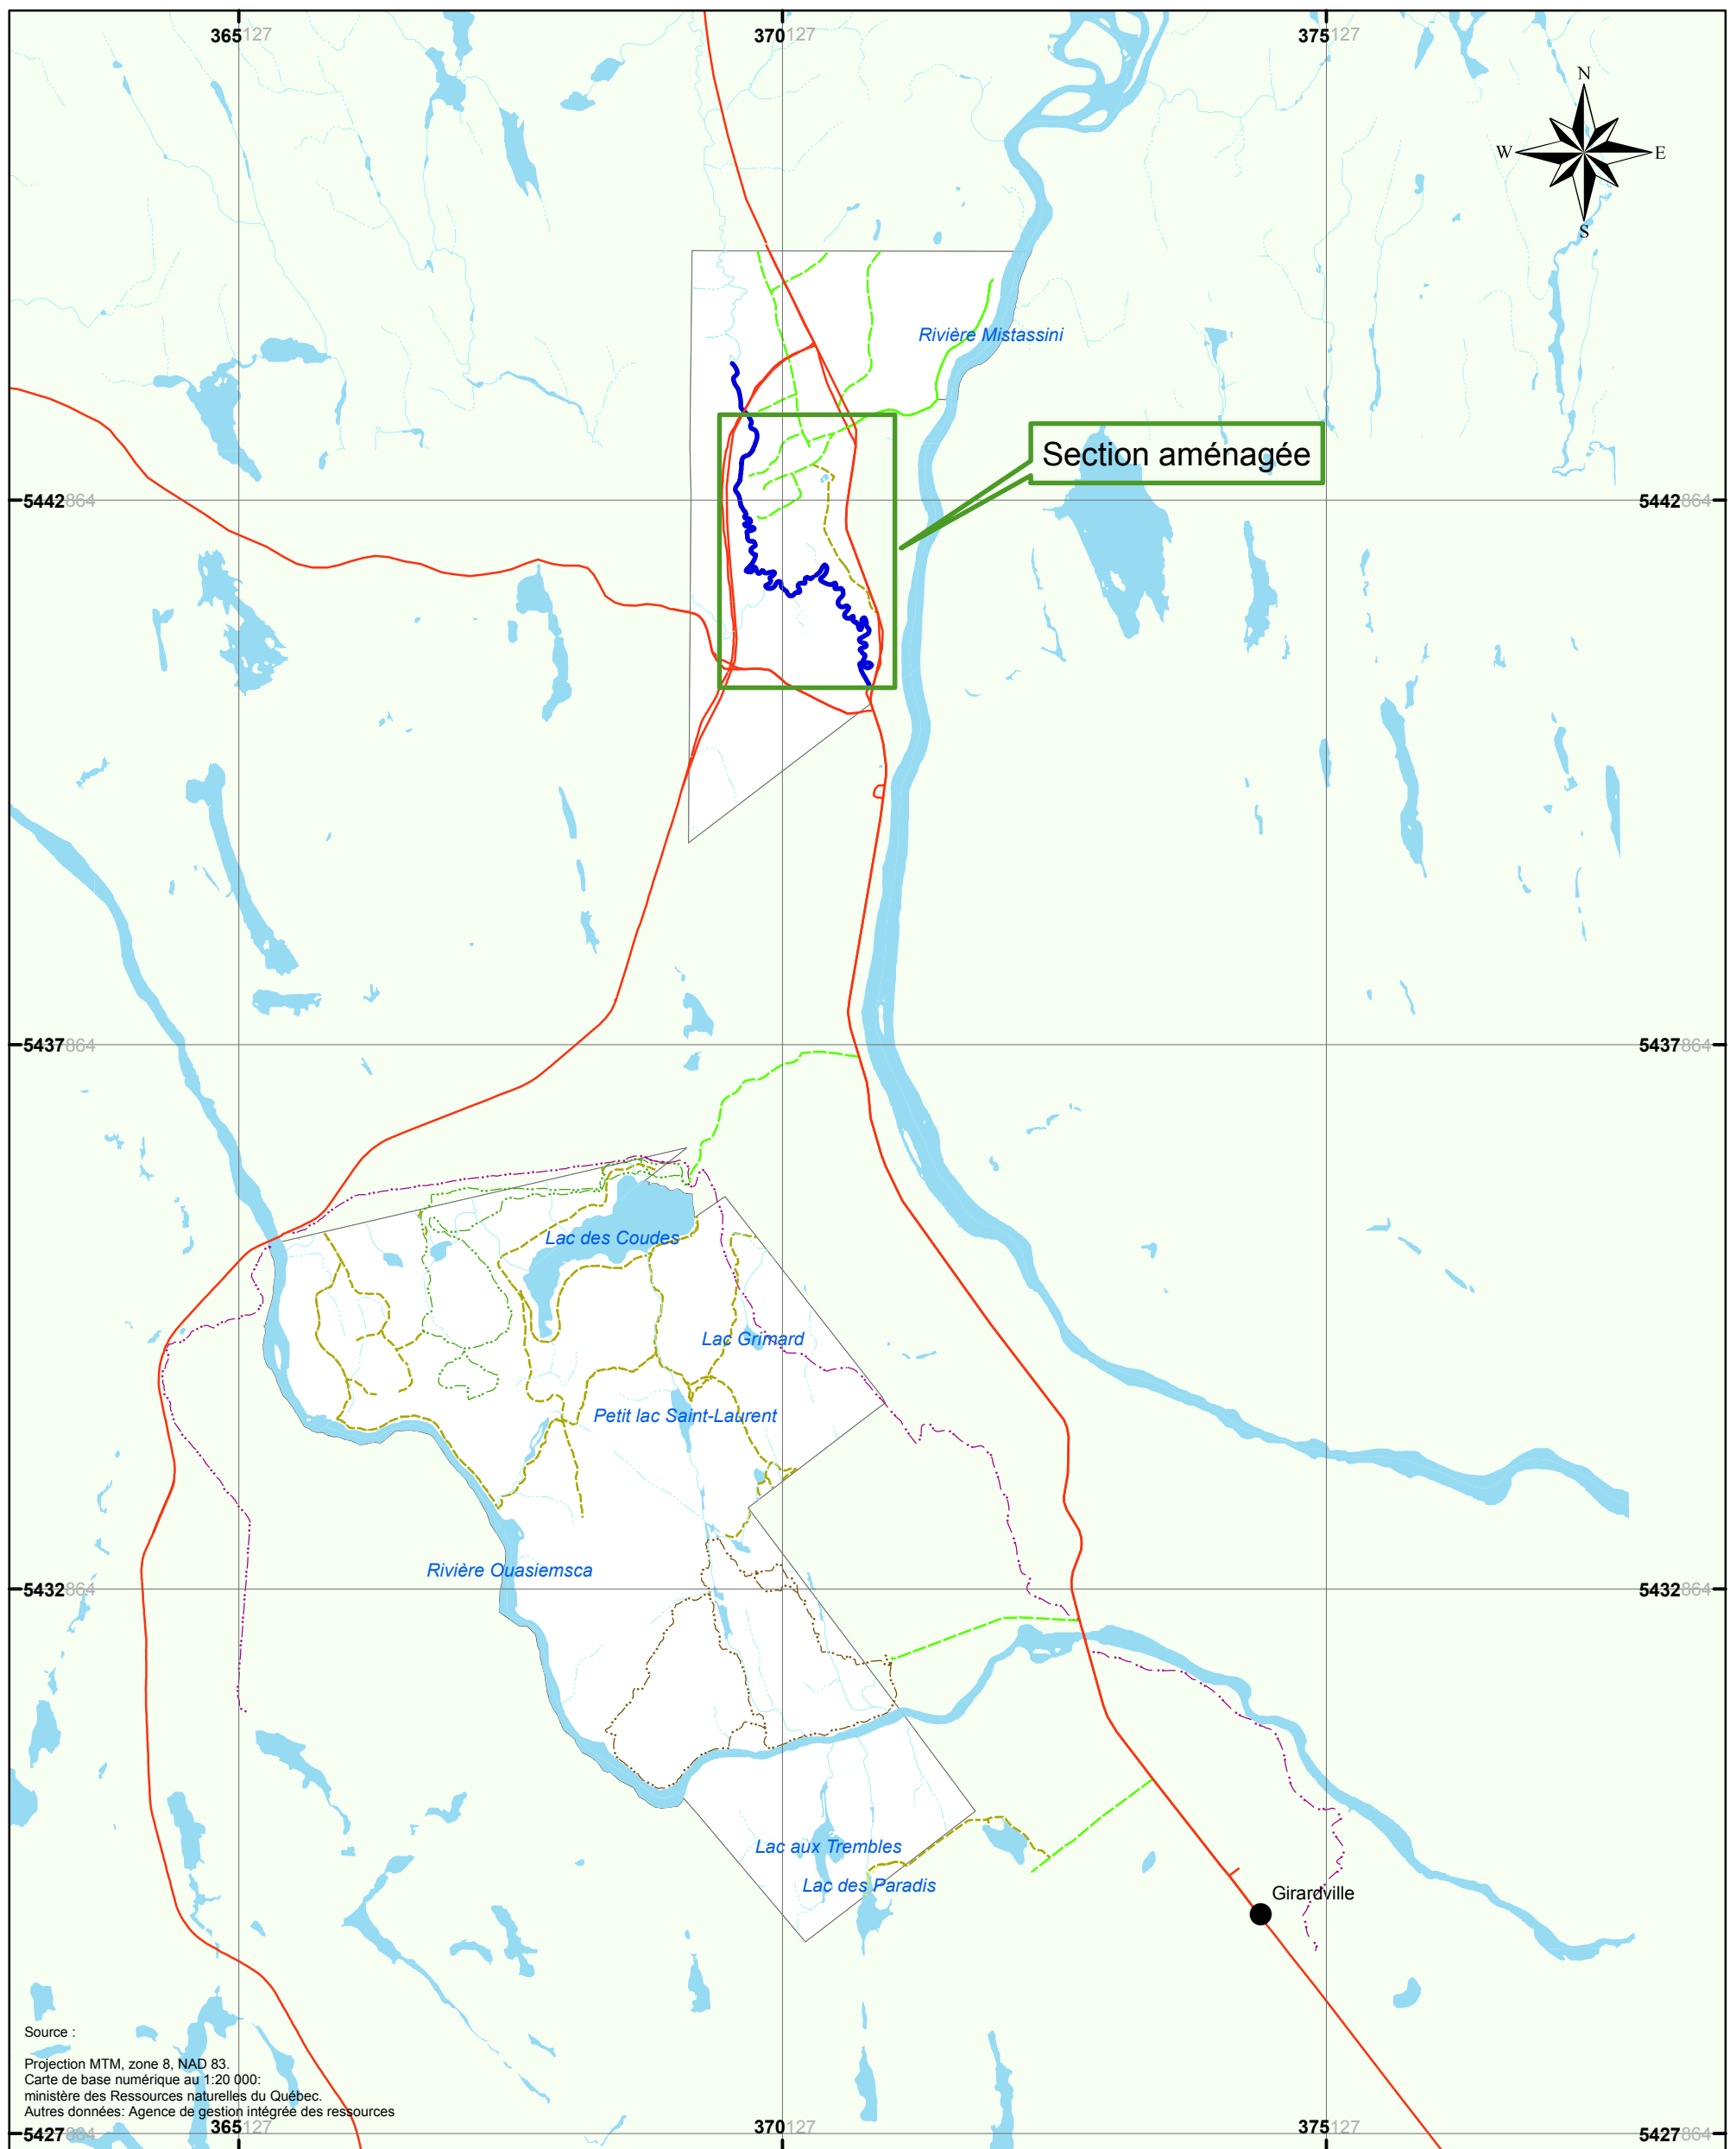 365127 370127 375127
N
W E
S
Rivière Mistassini
Section aménagée
5442864 5442864
5437864 5437864
Lac des Coudes
Lac Grimard
Petit lac Saint-Laurent
Rivière Ouasiemsca
5432864 5432864
Lac aux Trembles
Lac des Paradis
Girardville
Source :
Projection MTM, zone 8, NAD 83.
Carte de base numérique au 1:20 000:
ministère des Ressources naturelles du Québec.
Autres données: Agence de gestion intégrée des ressources
365127 370127 375127
5427864 5427864